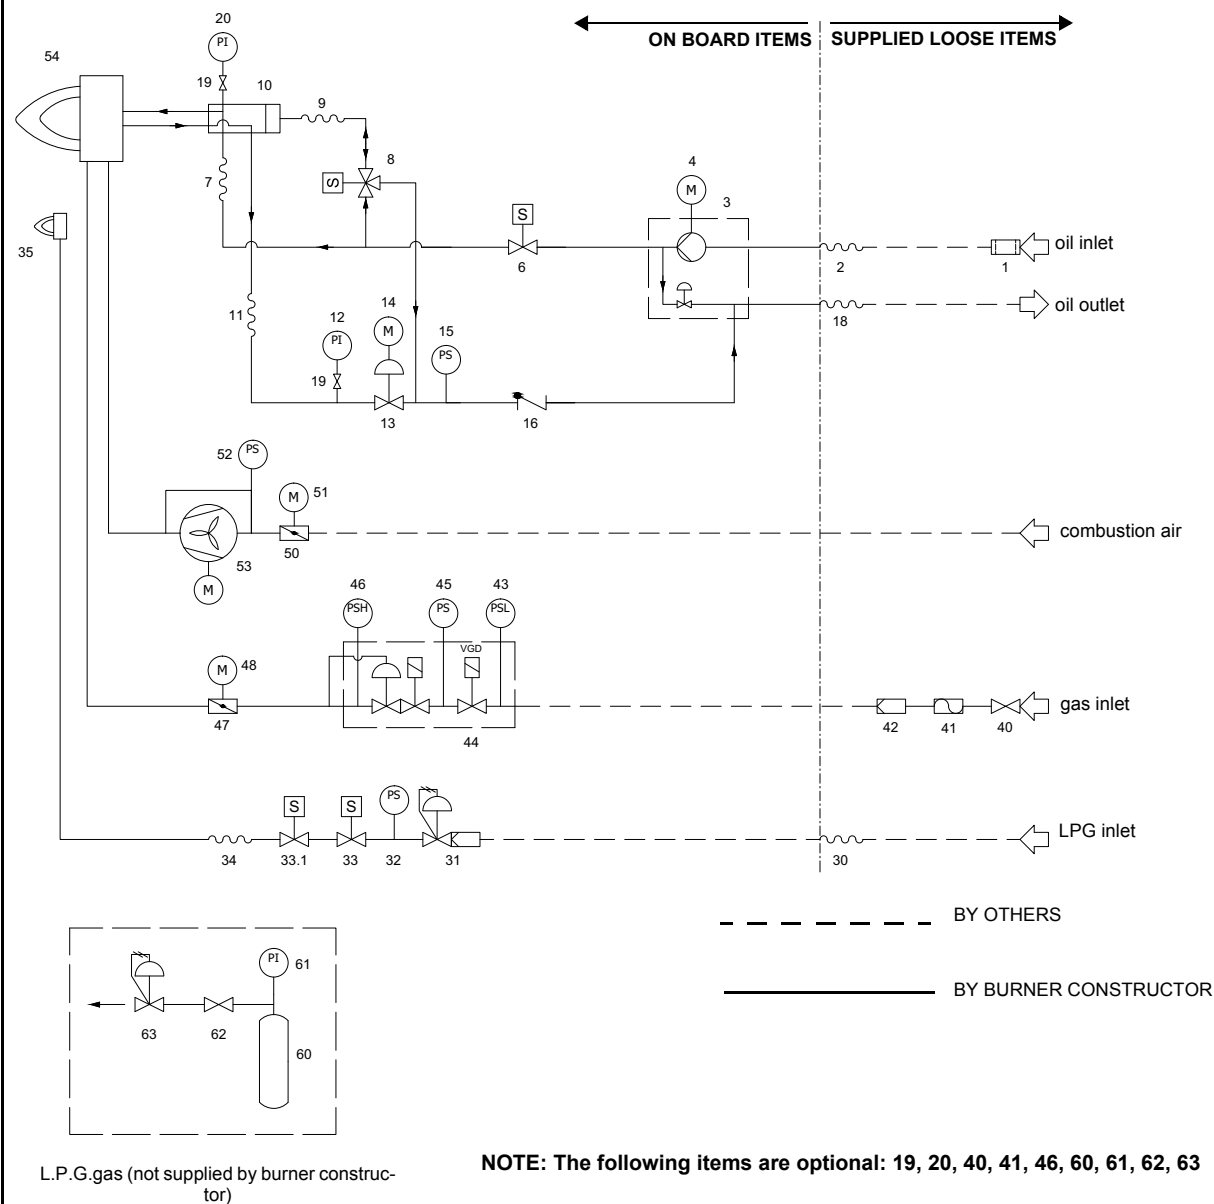 20
ON BOARD ITEMS
SUPPLIED LOOSE ITEMS
54
PI
19
10
9
4
8
7
S
M
3
S
35
oil inlet
6
2
1
14
11
12
M
15
oil outlet
18
PI
PS
19
13
16
52
PS
M
51
combustion air
50
53
M
46
45
43
PSH
PS
PSL
VGD
M
48
gas inlet
47
44
42
41
40
S
S
PS
LPG inlet
34
33.1
33
32
31
30
BY OTHERS
PI
61
BY BURNER CONSTRUCTOR
63
62
60
L.P.G.gas (not supplied by burner construc-
tor)
NOTE: The following items are optional: 19, 20, 40, 41, 46, 60, 61, 62, 63